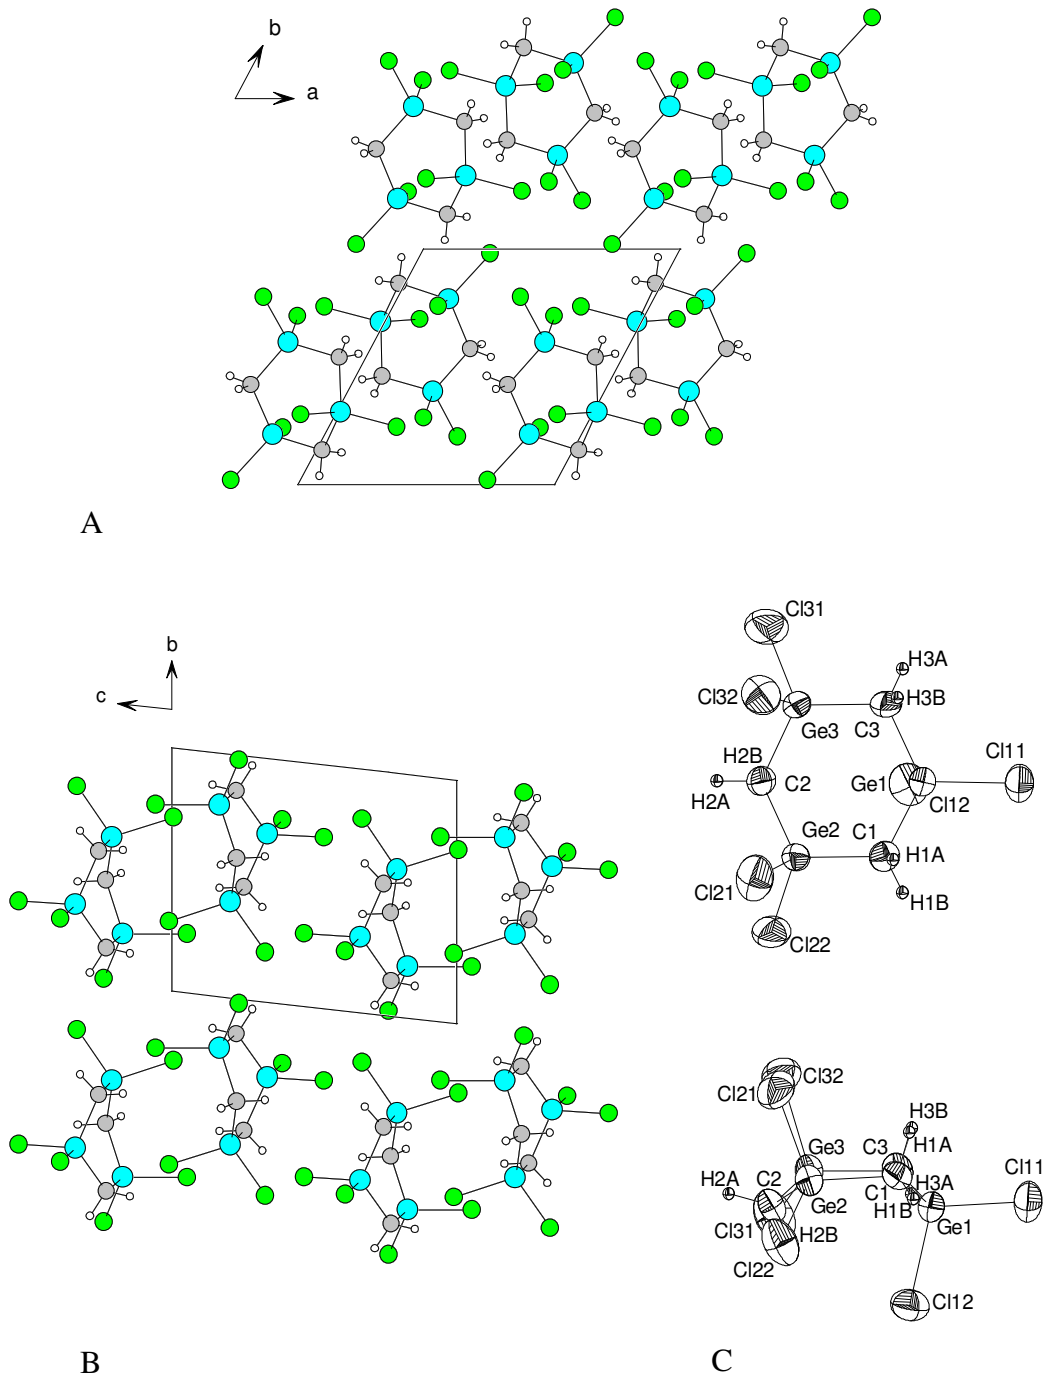 b
a
A
b
c
B
Cl31
H3A
Cl32
H3B
Ge3
C3
H2B
Cl11
H2A
C2
Ge1
Cl12
Ge2
C1
H1A
Cl21
H1B
Cl22
Cl32
Cl21
H3B
H1A
Ge3
C3
Cl11
H2A
C2
H3A
C1
Ge2
H1B
Ge1
Cl31
H2B
Cl22
Cl12
C